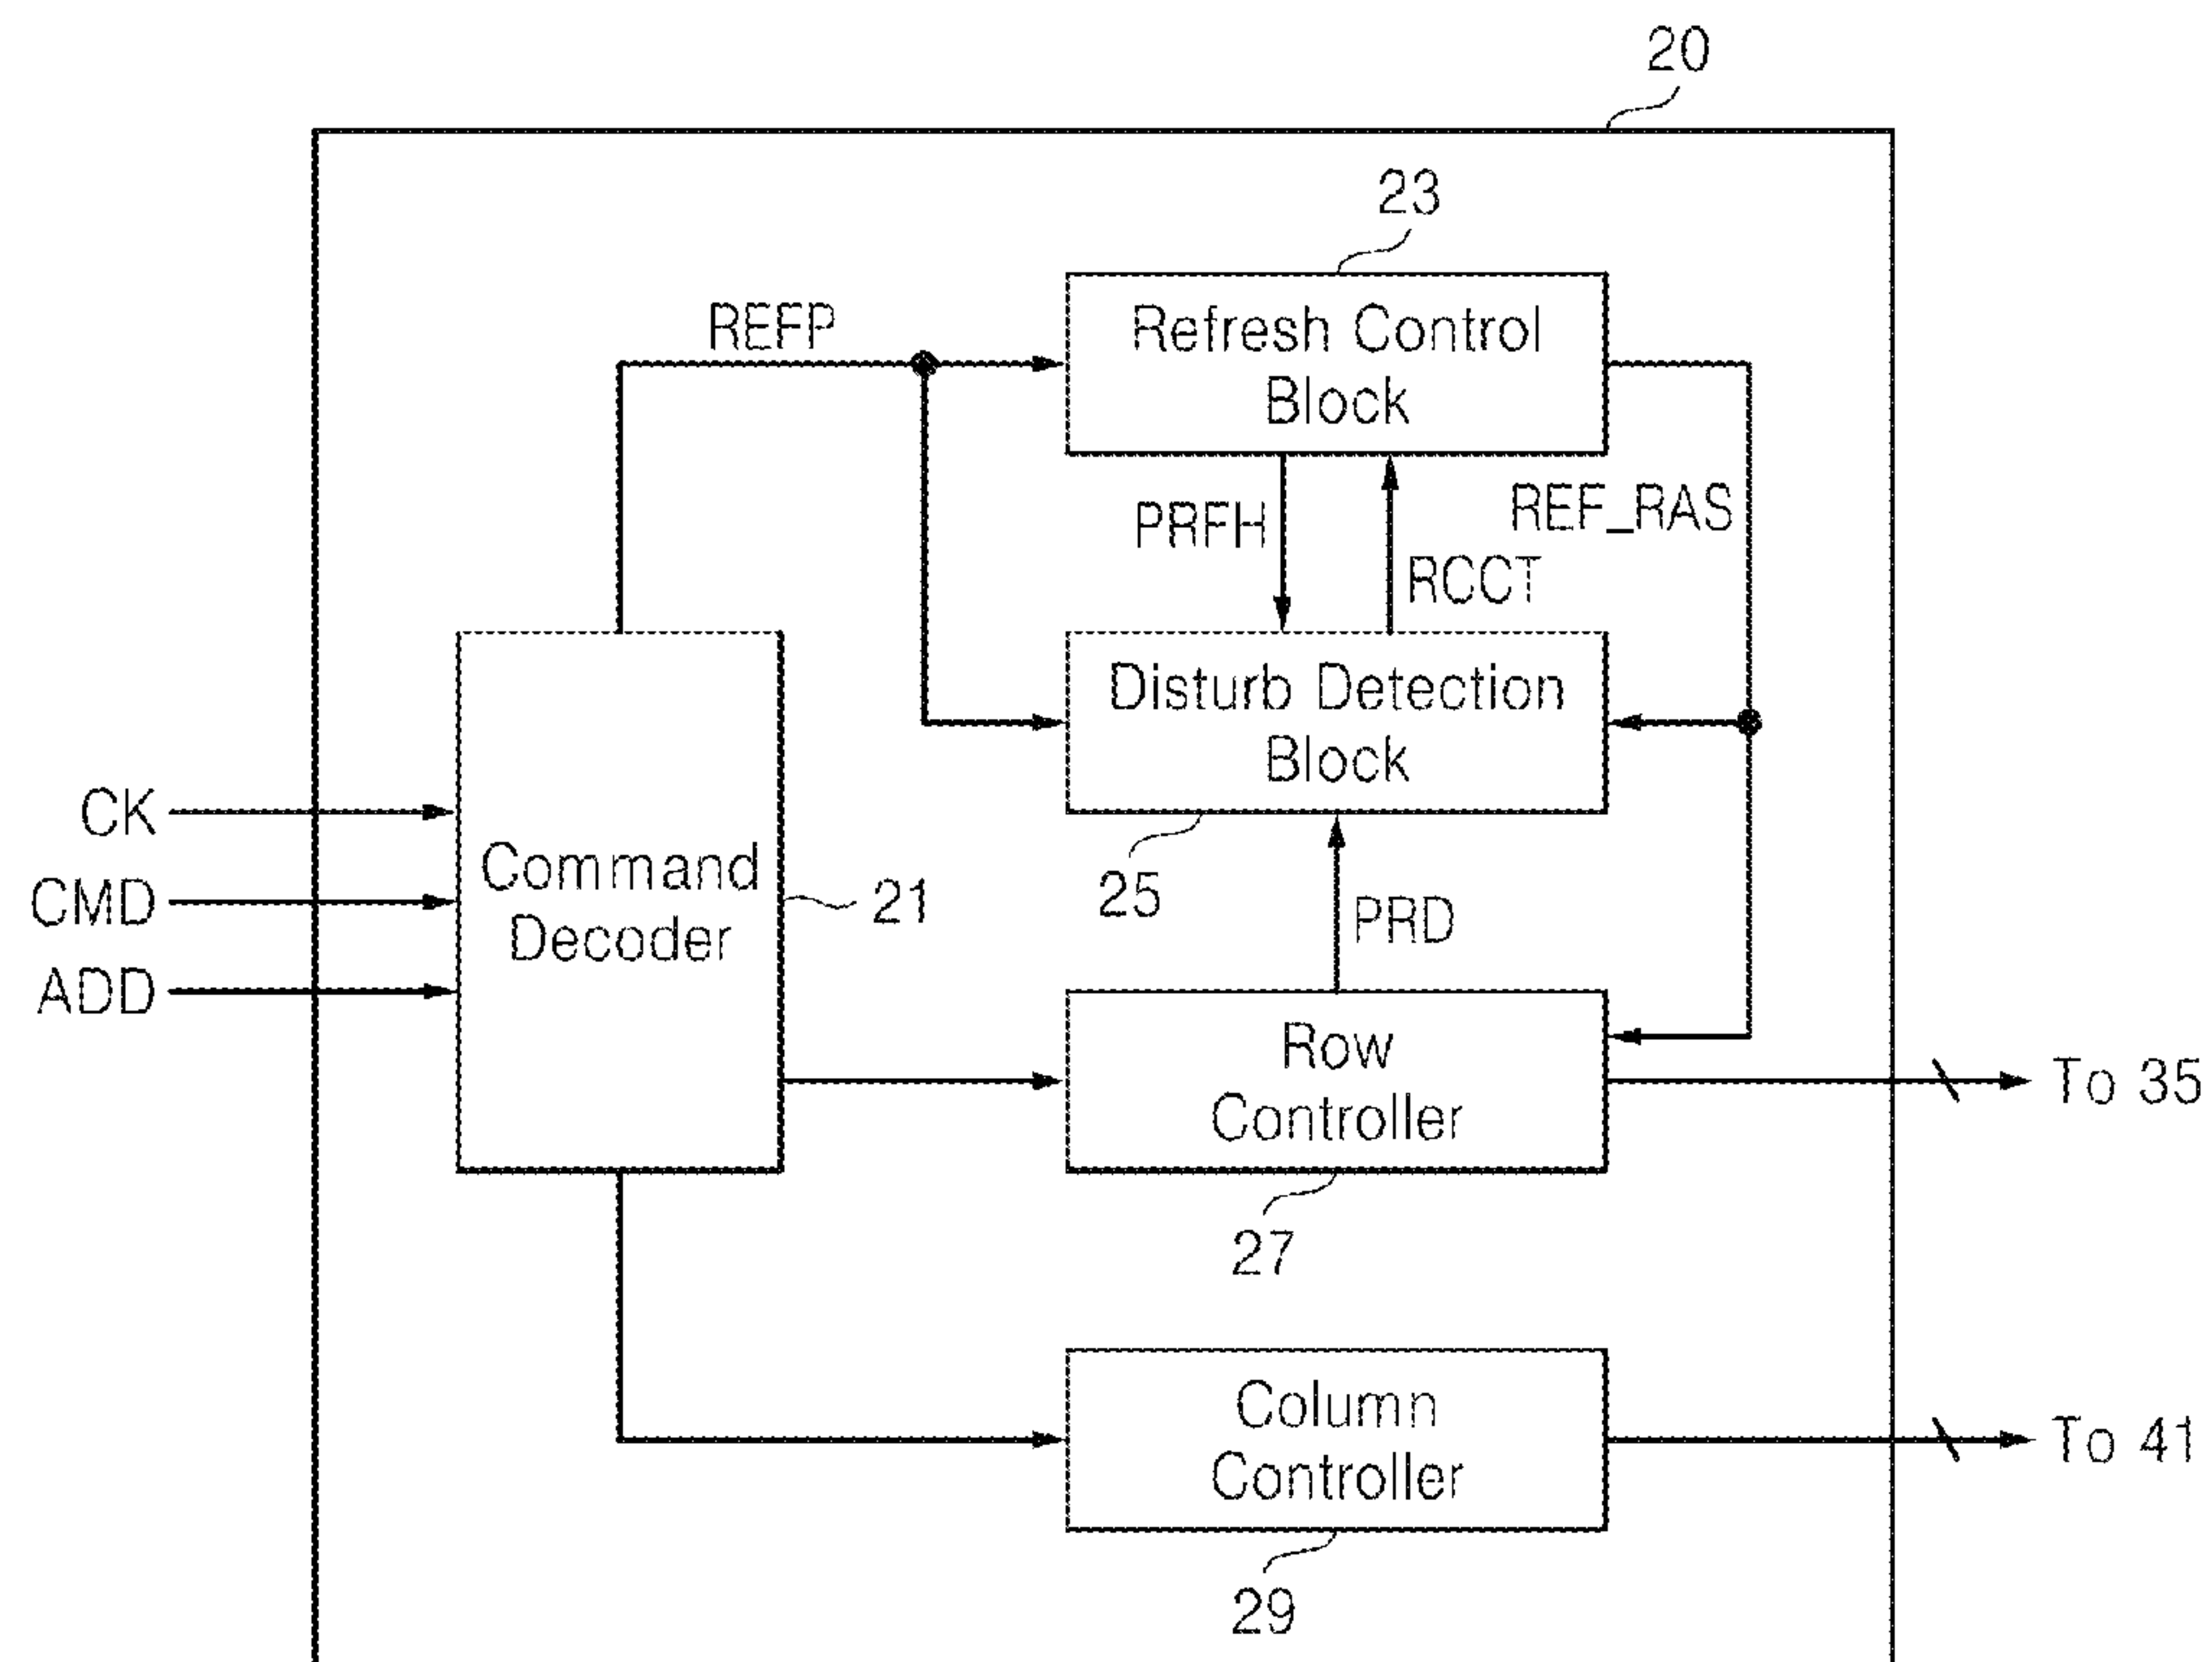 20
23
REFP
Refresh Control
Block
PRFH
RCCT
REF_RAS
Disturb Detection
Block
25
CK
CMD
ADD
Command
Decoder
21
PRD
Row
Controller
27
To 35
Column
Controller
29
To 41